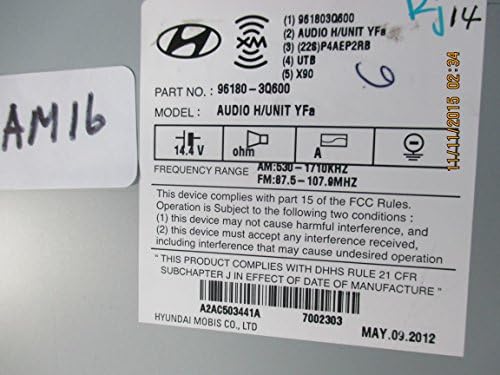 (1) 961803Q600
(2) AUDIO H/UNIT YFa
(3) (22S)P4AEP2RB
(4) UTB
(5) X90
XM
14
6
PART NO. : 96180 - 3Q600
MODEL : AUDIO H/UNIT YFa
AM16
14.4 V ohm A
FREQUENCY RANGE AM:530 - 1710KHZ
FM:87.5 - 107.9MHZ
11/11/2015 02:34
This device complies with part 15 of the FCC Rules.
Operation is Subject to the following two conditions :
(1) this device may not cause harmful interference, and
(2) this device must accept any interference received,
including interference that may cause undesired operation
" THIS PRODUCT COMPLIES WITH DHHS RULE 21 CFR
SUBCHAPTER J IN EFFECT OF DATE OF MANUFACTURE "
A2AC503441A 7002303
HYUNDAI MOBIS CO., LTD
MAY.09.2012